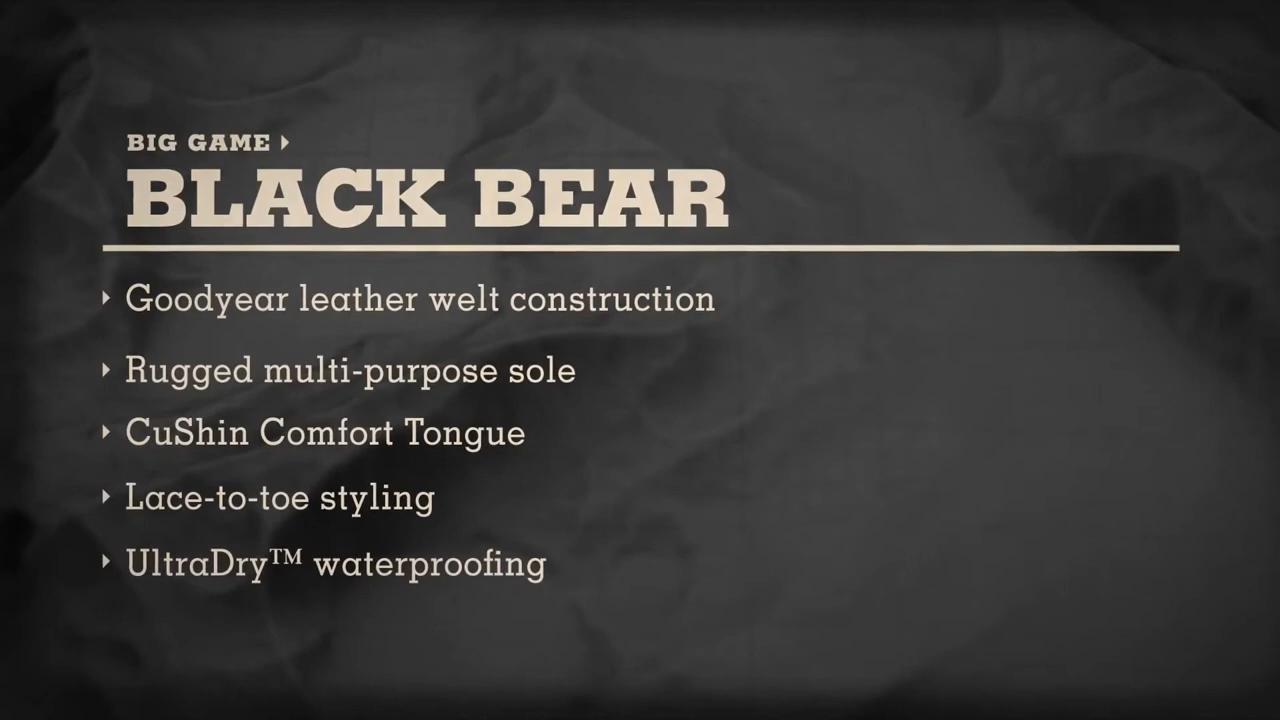 BIG GAME
BLACK BEAR
Goodyear leather welt construction
Rugged multi-purpose sole
CuShin Comfort Tongue
Lace-to-toe styling
UltraDry™ waterproofing